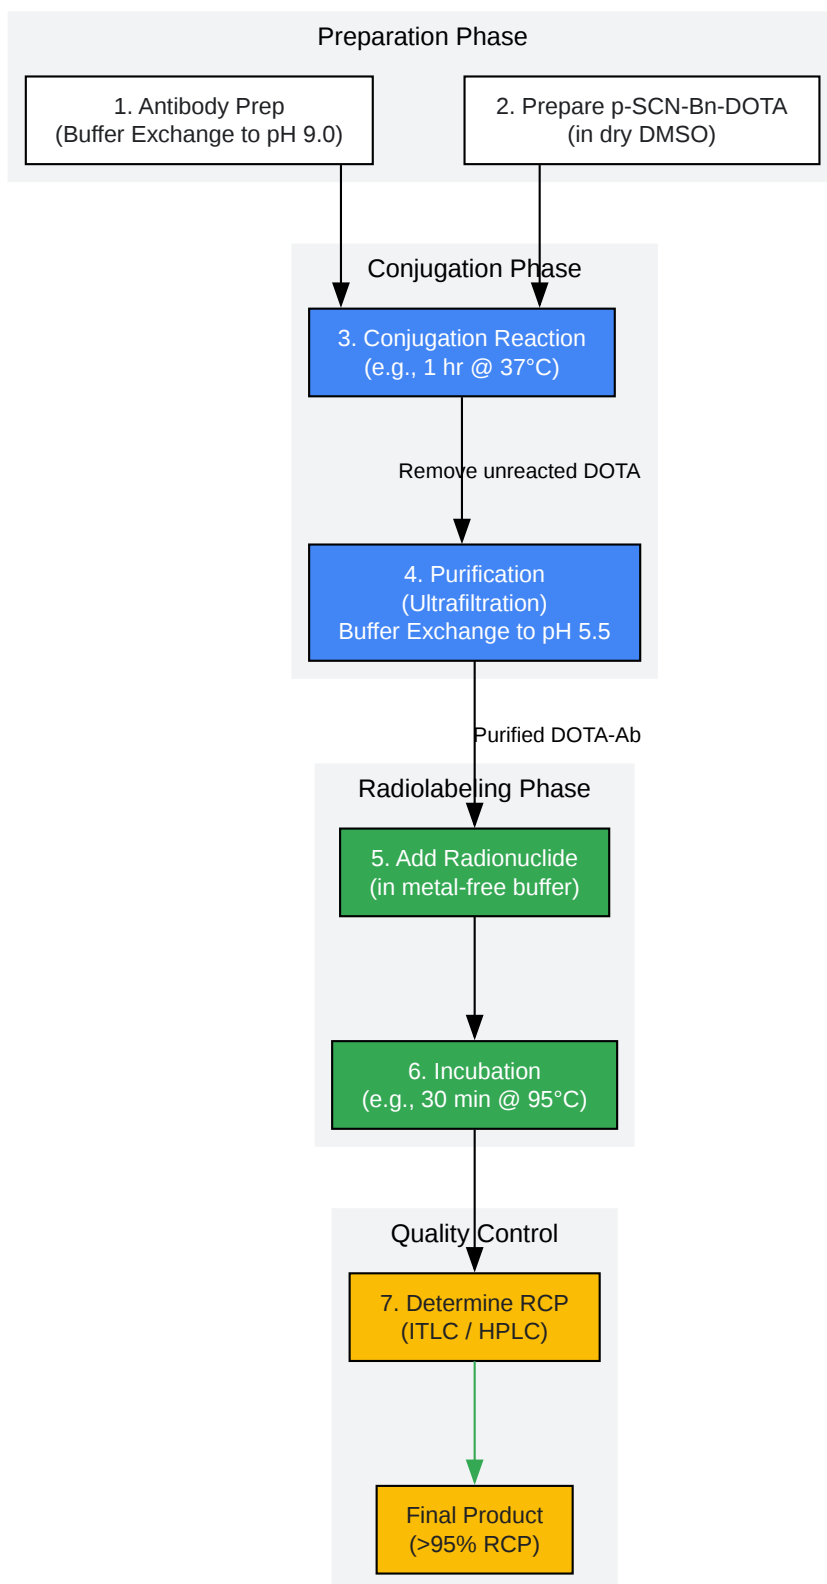 Preparation Phase
1. Antibody Prep
(Buffer Exchange to pH 9.0)
2. Prepare p-SCN-Bn-DOTA
(in dry DMSO)
Conjugation Phase
3. Conjugation Reaction
(e.g., 1 hr @ 37°C)
Remove unreacted DOTA
4. Purification
(Ultrafiltration)
Buffer Exchange to pH 5.5
Purified DOTA-Ab
Radiolabeling Phase
5. Add Radionuclide
(in metal-free buffer)
6. Incubation
(e.g., 30 min @ 95°C)
Quality Control
7. Determine RCP
(ITLC / HPLC)
Final Product
(>95% RCP)